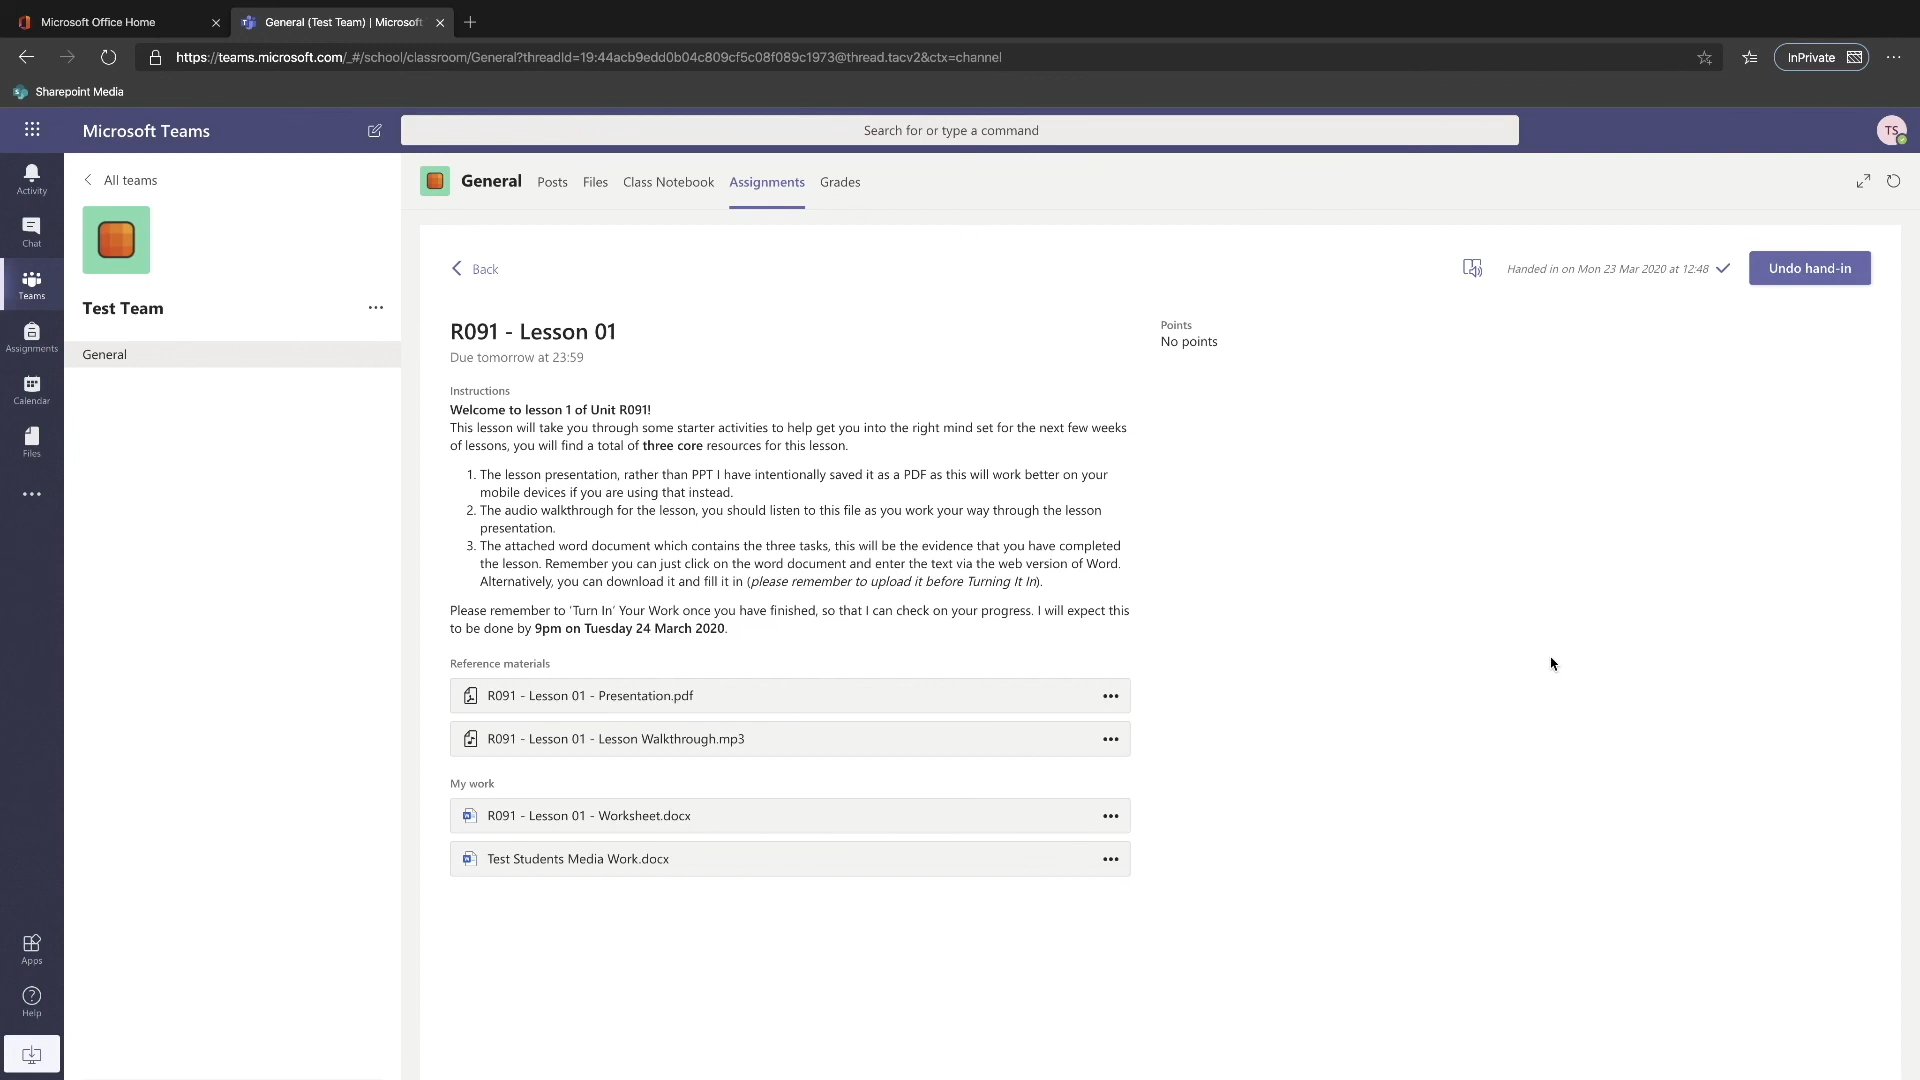 Microsoft Office Home
General (Test Team) | Microsoft
https://teams.microsoft.com/_#/school/classroom/General?threadId=19:44acb9edd0b04c809cf5c08f089c1973@thread.tacv2&ctx=channel
InPrivate
Sharepoint Media
Microsoft Teams
Search for or type a command
TS
Activity
Chat
Teams
Assignments
Calendar
Files
Apps
Help
All teams
Test Team
General
General
Posts
Files
Class Notebook
Assignments
Grades
Back
Handed in on Mon 23 Mar 2020 at 12:48
Undo hand-in
R091 - Lesson 01
Due tomorrow at 23:59
Points
No points
Instructions
Welcome to lesson 1 of Unit R091!
This lesson will take you through some starter activities to help get you into the right mind set for the next few weeks
of lessons, you will find a total of three core resources for this lesson.
1. The lesson presentation, rather than PPT I have intentionally saved it as a PDF as this will work better on your
mobile devices if you are using that instead.
2. The audio walkthrough for the lesson, you should listen to this file as you work your way through the lesson
presentation.
3. The attached word document which contains the three tasks, this will be the evidence that you have completed
the lesson. Remember you can just click on the word document and enter the text via the web version of Word.
Alternatively, you can download it and fill it in (please remember to upload it before Turning It In).
Please remember to 'Turn In' Your Work once you have finished, so that I can check on your progress. I will expect this
to be done by 9pm on Tuesday 24 March 2020.
Reference materials
R091 - Lesson 01 - Presentation.pdf
R091 - Lesson 01 - Lesson Walkthrough.mp3
My work
R091 - Lesson 01 - Worksheet.docx
Test Students Media Work.docx